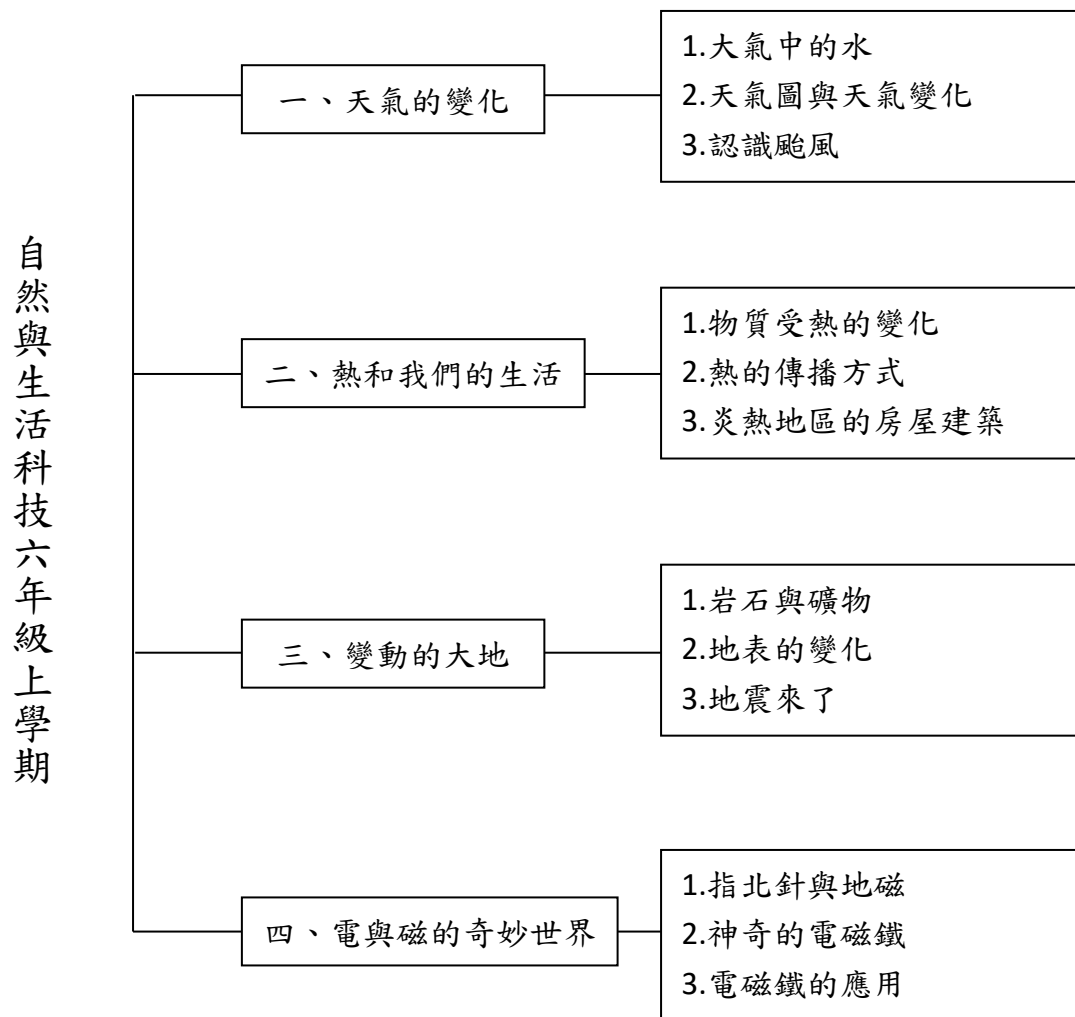 自然與生活科技六年級上學期
一、天氣的變化
1.大氣中的水
2.天氣圖與天氣變化
3.認識颱風
二、熱和我們的生活
1.物質受熱的變化
2.熱的傳播方式
3.炎熱地區的房屋建築
三、變動的大地
1.岩石與礦物
2.地表的變化
3.地震來了
四、電與磁的奇妙世界
1.指北針與地磁
2.神奇的電磁鐵
3.電磁鐵的應用